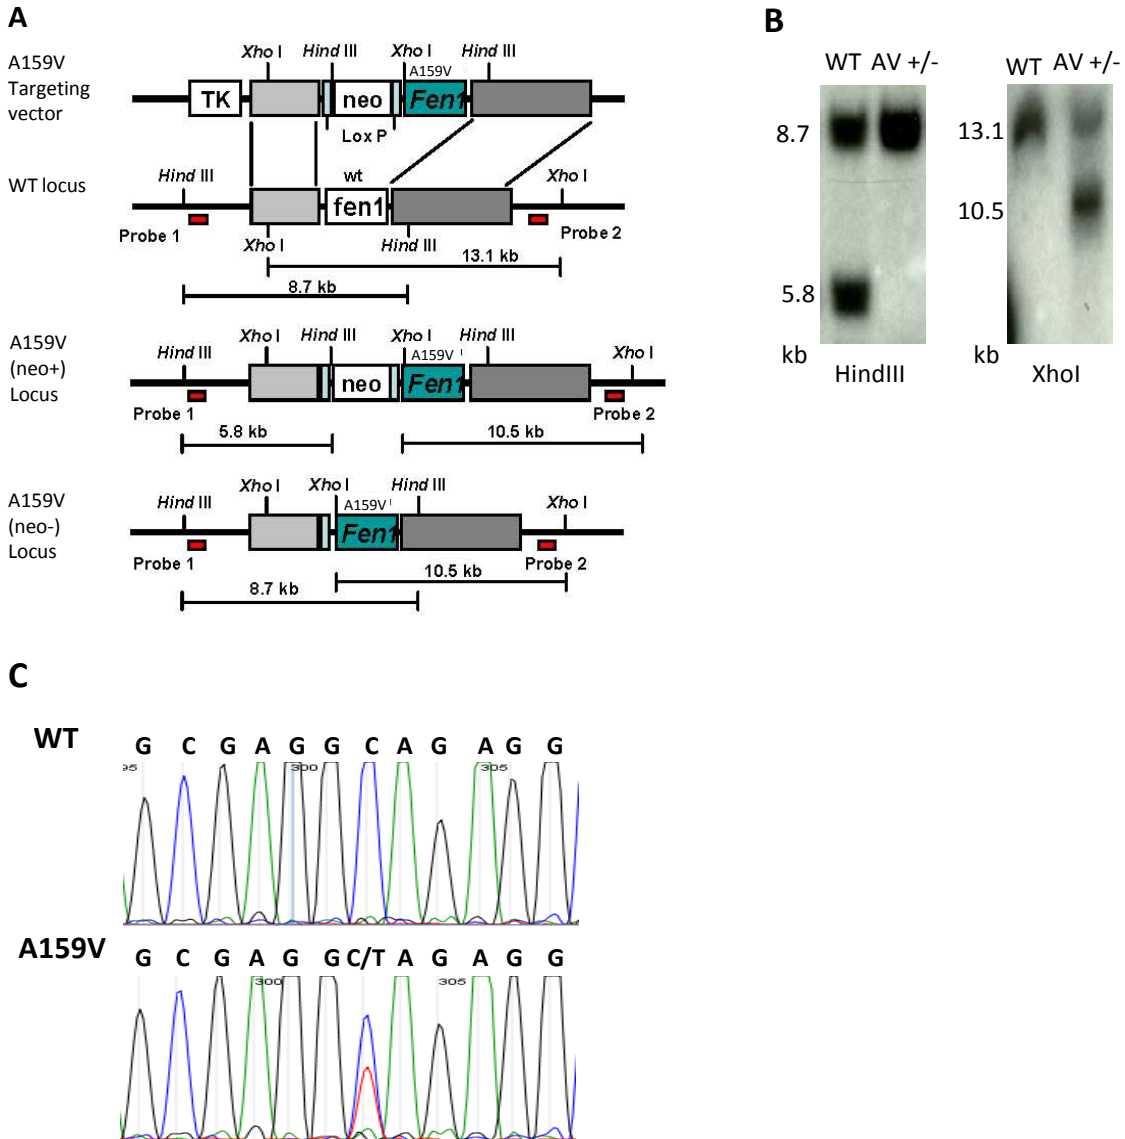 A
A159V
Targeting
vector
Xho I Hind III Xho I Hind III
A159V
TK neo Fen1
Lox P
WT locus
Hind III wt Xho I
fen1
Probe 1 Probe 2
Xho I Hind III
13.1 kb
8.7 kb
A159V
(neo+)
Locus
Hind III Xho I Hind III Xho I Hind III Xho I
A159V
neo Fen1
Probe 1 Probe 2
5.8 kb 10.5 kb
A159V
(neo-)
Locus
Hind III Xho I Xho I Hind III Xho I
A159V
Fen1
Probe 1 Probe 2
10.5 kb
8.7 kb
B
WT AV +/- WT AV +/-
8.7 13.1
10.5
5.8
kb kb
HindIII XhoI
C
WT
G C G A G G C A G A G G
95 300 305
A159V
G C G A G G C/T A G A G G
300 305